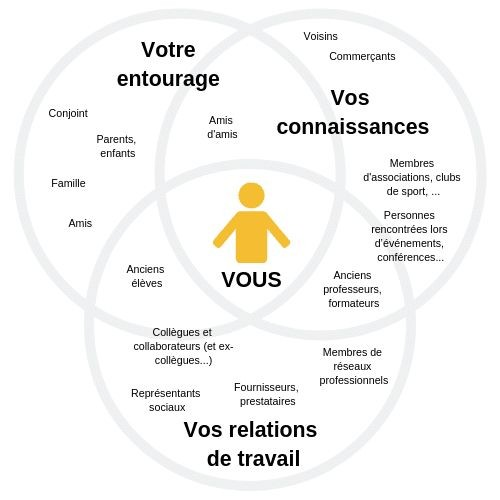 Votre
entourage
Voisins
Commerçants
Vos
connaissances
Conjoint
Parents,
enfants
Famille
Amis
Amis
d'amis
Membres
d'associations, clubs
de sport, ...
Personnes
rencontrées lors
d'événements,
conférences...
VOUS
Anciens
élèves
Anciens
professeurs,
formateurs
Collègues et
collaborateurs (et ex-
collègues...)
Membres de
réseaux
professionnels
Représentants
sociaux
Fournisseurs,
prestataires
Vos relations
de travail